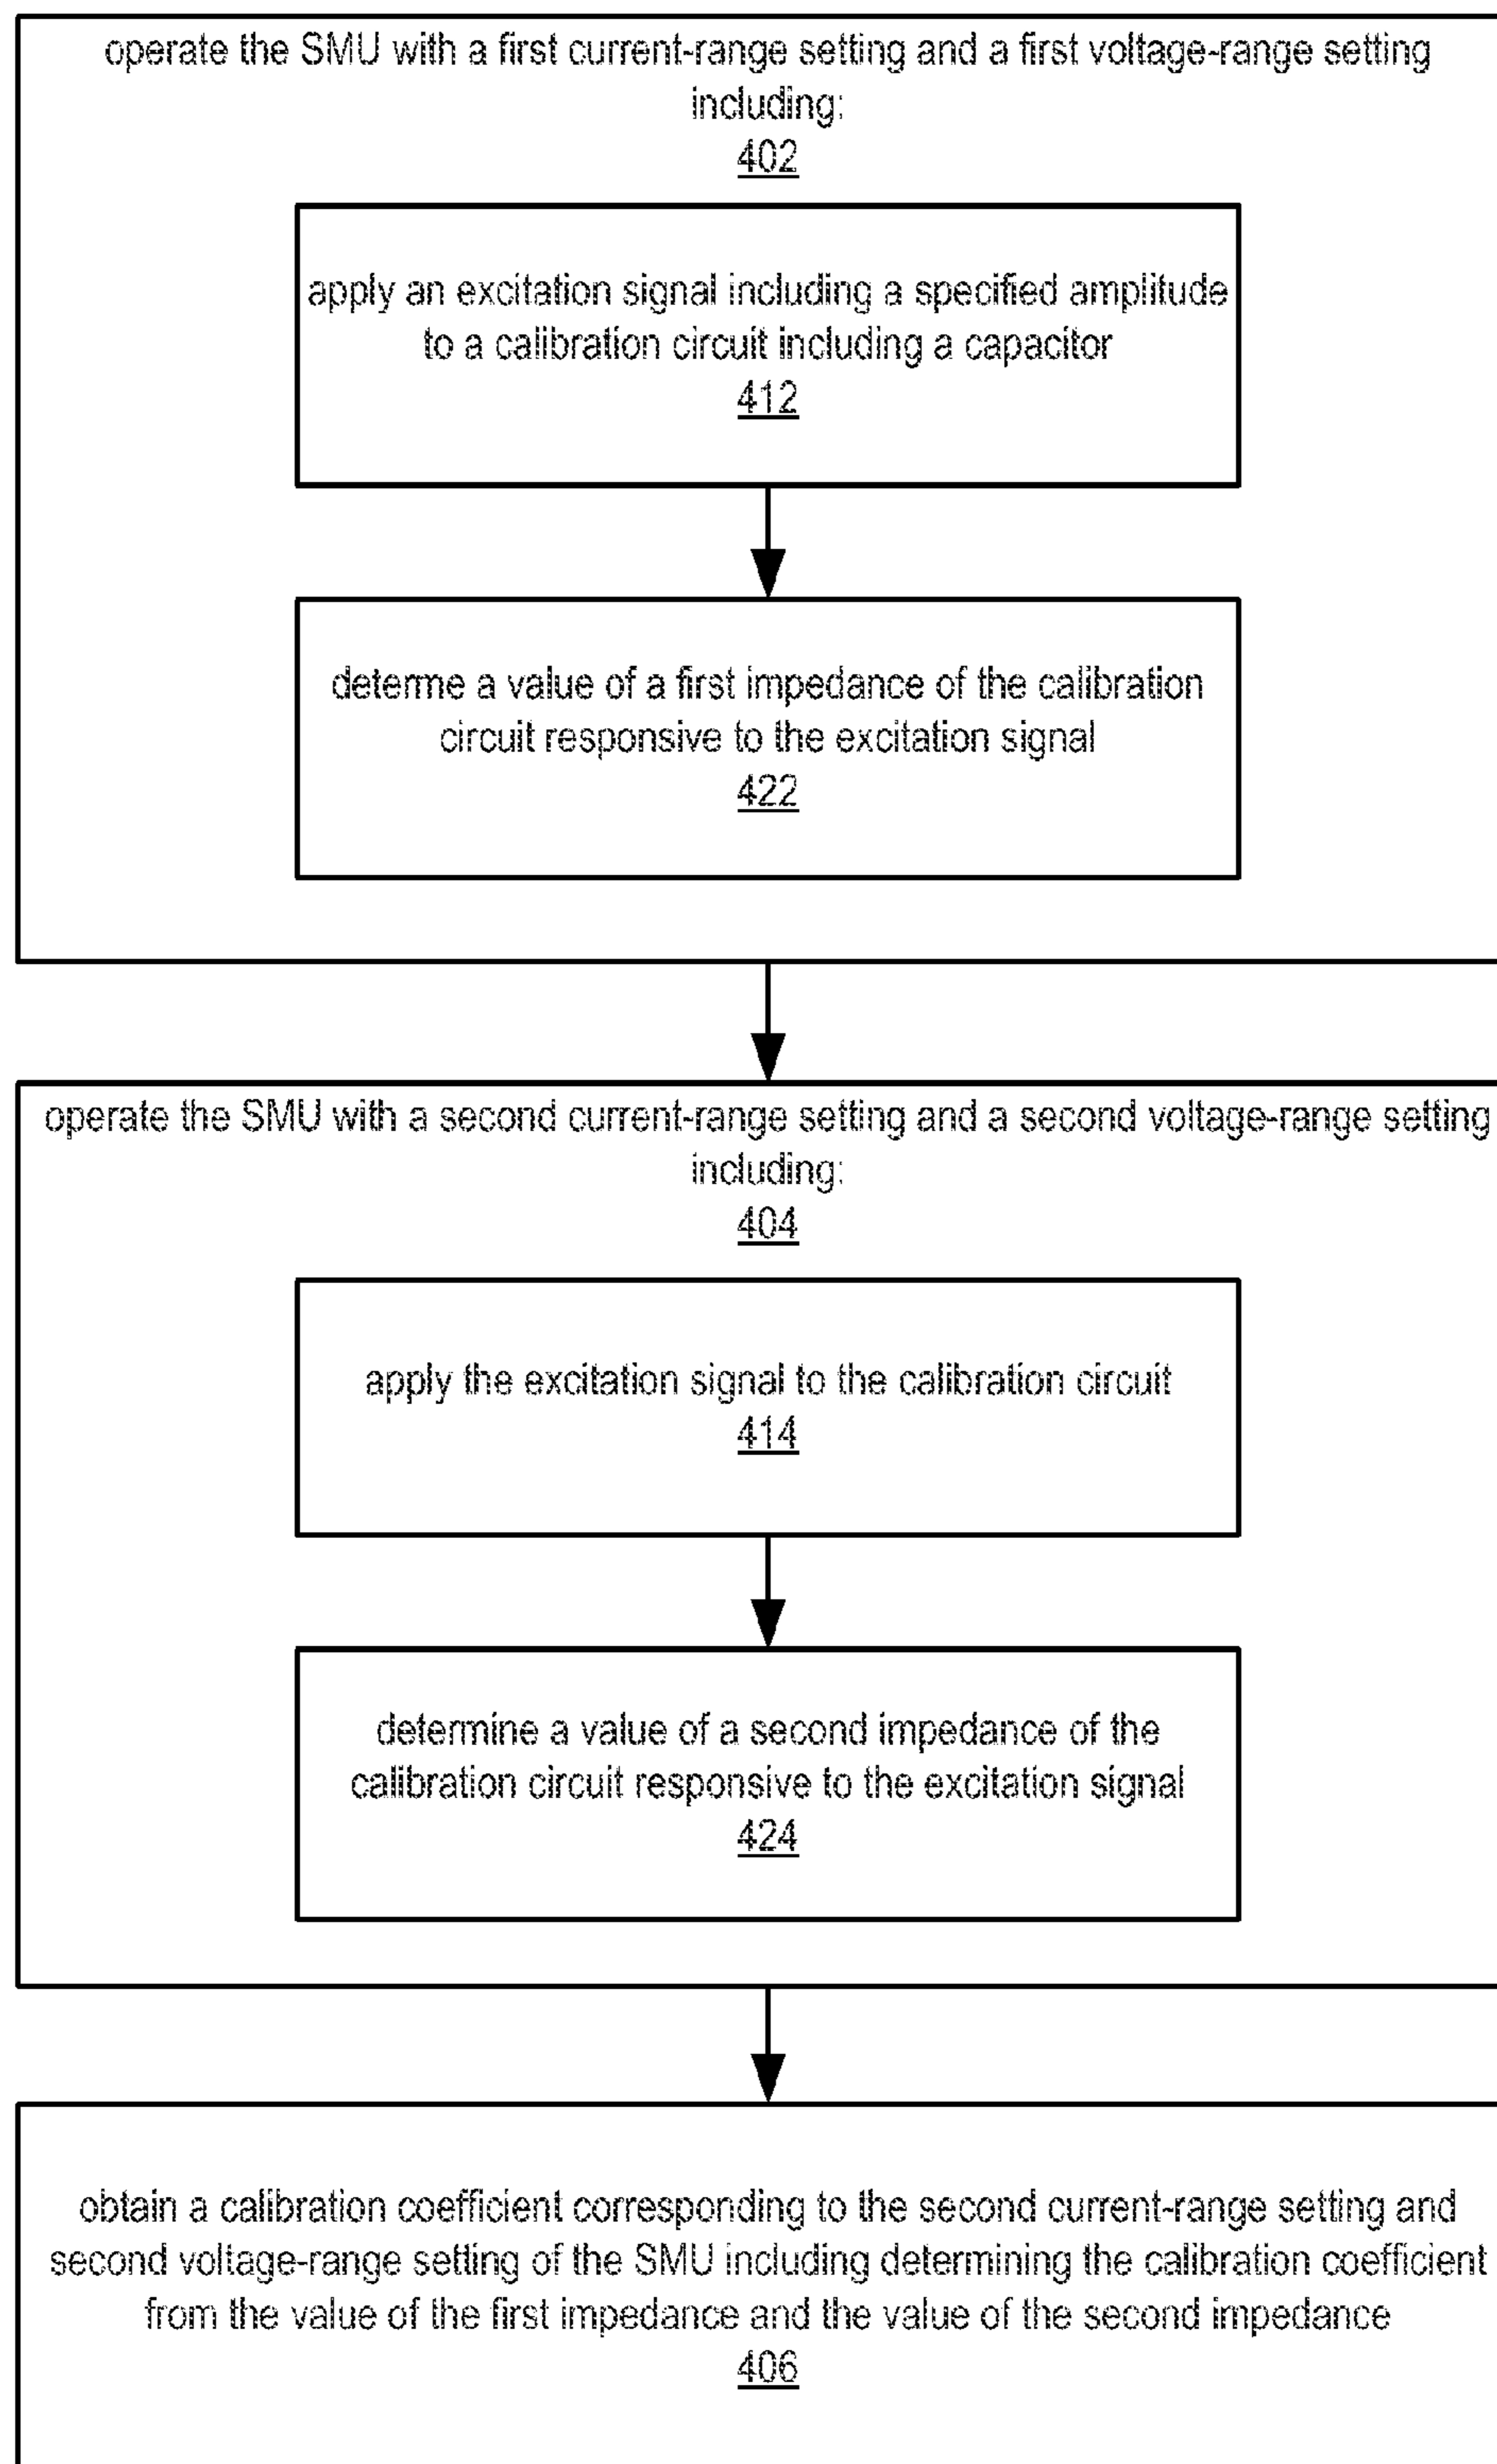 operate the SMU with a first current-range setting and a first voltage-range setting
including:
402
apply an excitation signal including a specified amplitude
to a calibration circuit including a capacitor
412
determe a value of a first impedance of the calibration
circuit responsive to the excitation signal
422
operate the SMU with a second current-range setting and a second voltage-range setting
including:
404
apply the excitation signal to the calibration circuit
414
determine a value of a second impedance of the
calibration circuit responsive to the excitation signal
424
obtain a calibration coefficient corresponding to the second current-range setting and
second voltage-range setting of the SMU including determining the calibration coefficient
from the value of the first impedance and the value of the second impedance
406